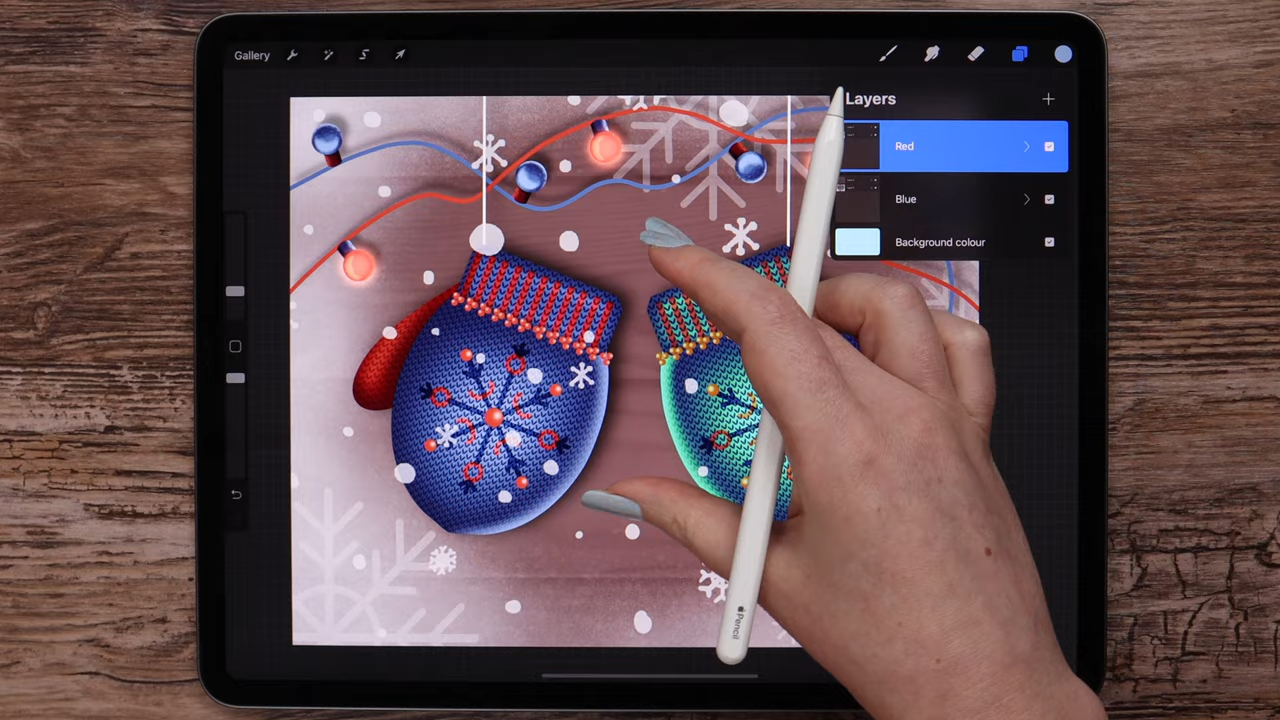 Gallery
Layers
Red
Blue
Background colour
Pencil